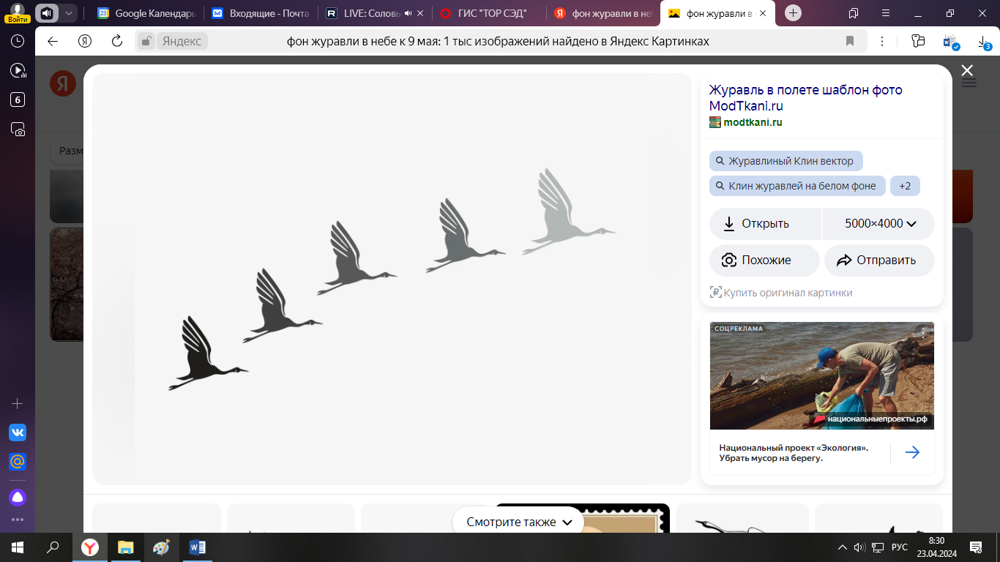 Войти
Google Календарь
Входящие - Почта
LIVE: Соловь
ГИС "ТОР СЭД"
фон журавли в не
фон журавли в
Яндекс
фон журавли в небе к 9 мая: 1 тыс изображений найдено в Яндекс Картинках
3
6
Разм
Журавль в полете шаблон фото
ModTkani.ru
modtkani.ru
Журавлиный Клин вектор
Клин журавлей на белом фоне
+2
Открыть
5000×4000
Похожие
Отправить
Купить оригинал картинки
СОЦРЕКЛАМА
национальныепроекты.рф
Национальный проект «Экология».
Убрать мусор на берегу.
Смотрите также
РУС
8:30
23.04.2024